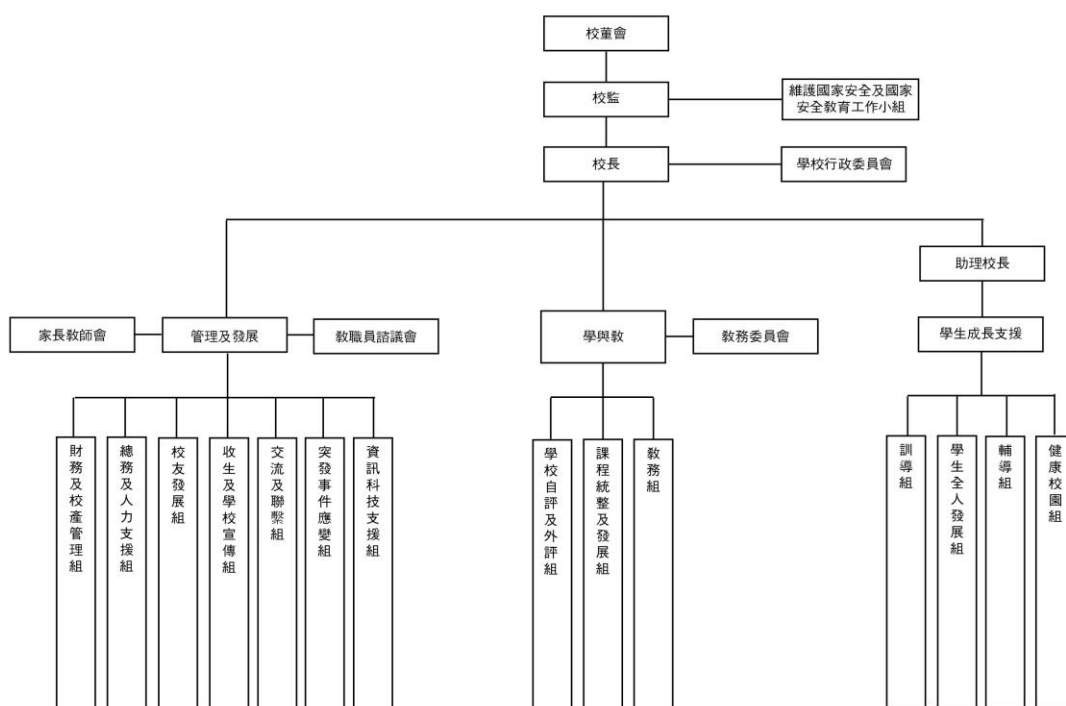 校董會
校監
維護國家安全及國家
安全教育工作小組
校長
學校行政委員會
助理校長
家長教師會
管理及發展
教職員諮議會
學與教
教務委員會
學生成長支援
財務及校產管理組
總務及人力支援組
校友發展組
收生及學校宣傳組
交流及聯繫組
突發事件應變組
資訊科技支援組
學校自評及外評組
課程統整及發展組
教務組
訓導組
學生全人發展組
輔導組
健康校園組